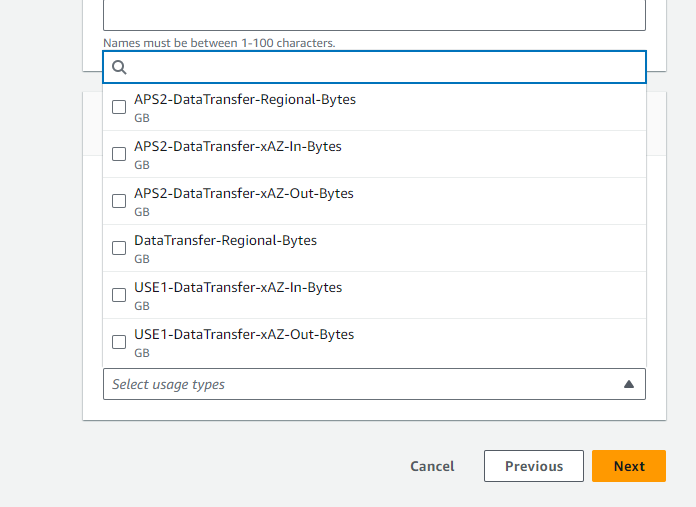 Names must be between 1-100 characters.
APS2-DataTransfer-Regional-Bytes
GB
APS2-DataTransfer-xAZ-In-Bytes
GB
APS2-DataTransfer-xAZ-Out-Bytes
GB
DataTransfer-Regional-Bytes
GB
USE1-DataTransfer-xAZ-In-Bytes
GB
USE1-DataTransfer-xAZ-Out-Bytes
GB
Select usage types
Cancel Previous Next